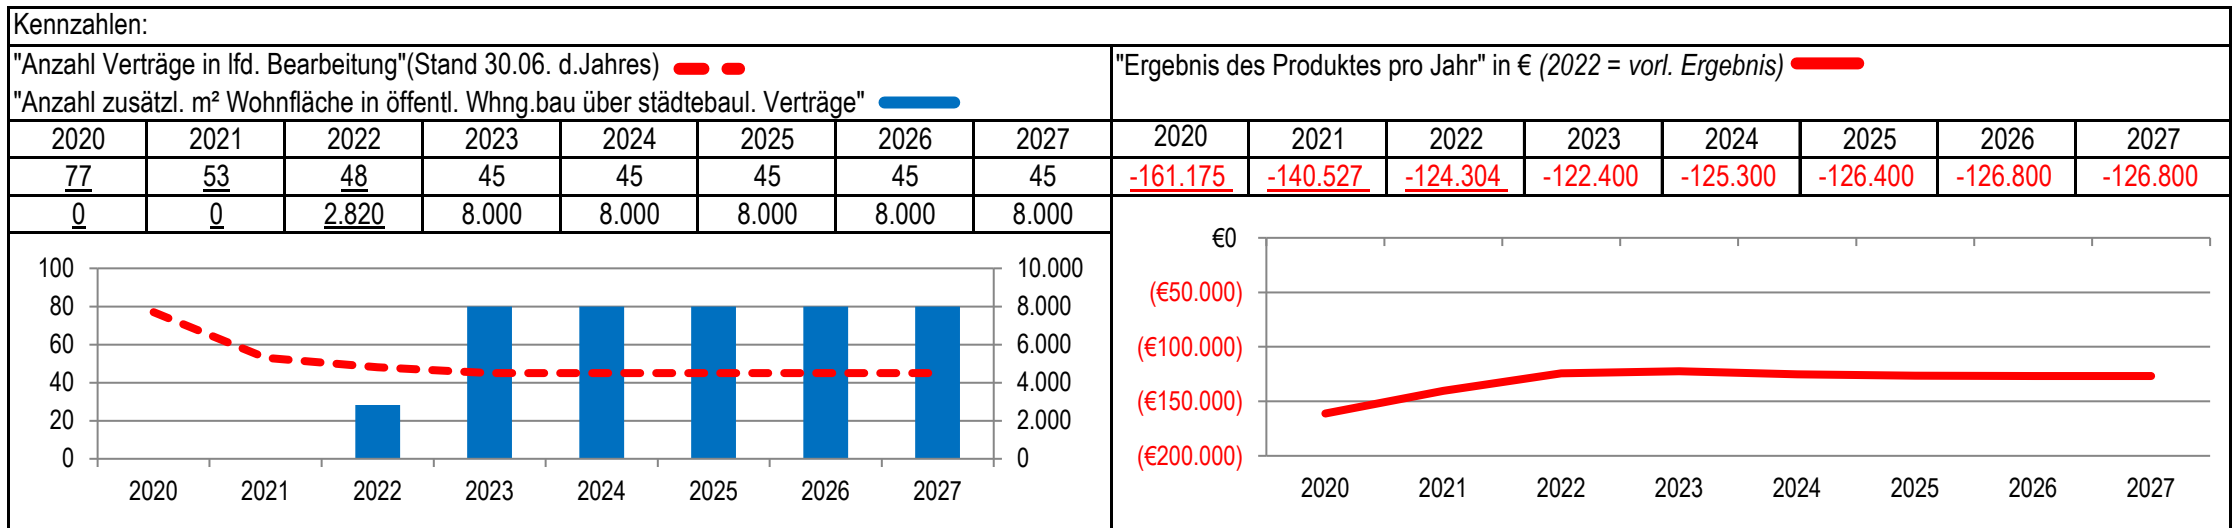 Kennzahlen:
"Anzahl Verträge in lfd. Bearbeitung"(Stand 30.06. d.Jahres)
"Anzahl zusätzl. m² Wohnfläche in öffentl. Whng.bau über städtebaul. Verträge"
2020 2021 2022 2023 2024 2025 2026 2027
77 53 48 45 45 45 45 45
0 0 2.820 8.000 8.000 8.000 8.000 8.000
100 10.000
80 8.000
60 6.000
40 4.000
20 2.000
0 0
2020 2021 2022 2023 2024 2025 2026 2027
"Ergebnis des Produktes pro Jahr" in € (2022 = vorl. Ergebnis)
2020 2021 2022 2023 2024 2025 2026 2027
-161.175 -140.527 -124.304 -122.400 -125.300 -126.400 -126.800 -126.800
€0
(€50.000)
(€100.000)
(€150.000)
(€200.000)
2020 2021 2022 2023 2024 2025 2026 2027